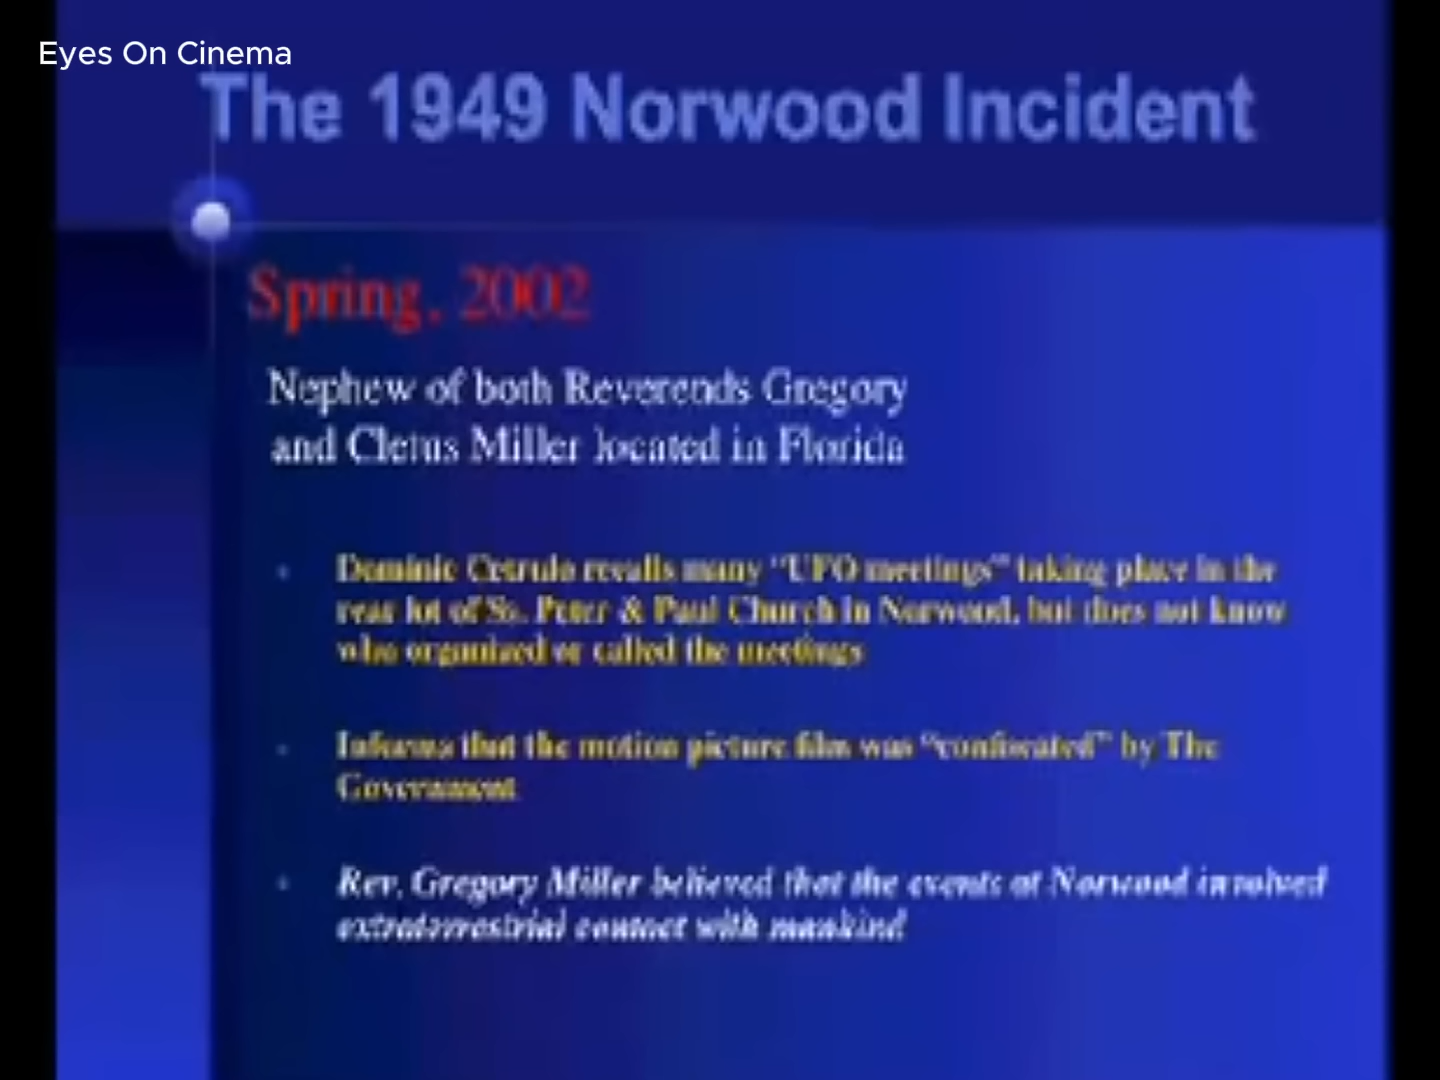 Eyes On Cinema
The 1949 Norwood Incident
Spring, 2002
Nephew of both Reverends Gregory
and Cletus Miller located in Florida
Dominic Cetrulo recalls many “UFO meetings” taking place in the
rear lot of Ss. Peter & Paul Church in Norwood, but does not know
who organized or called the meetings
Informs that the motion picture film was “confiscated” by The
Government
Rev. Gregory Miller believed that the events at Norwood involved
extraterrestrial contact with mankind